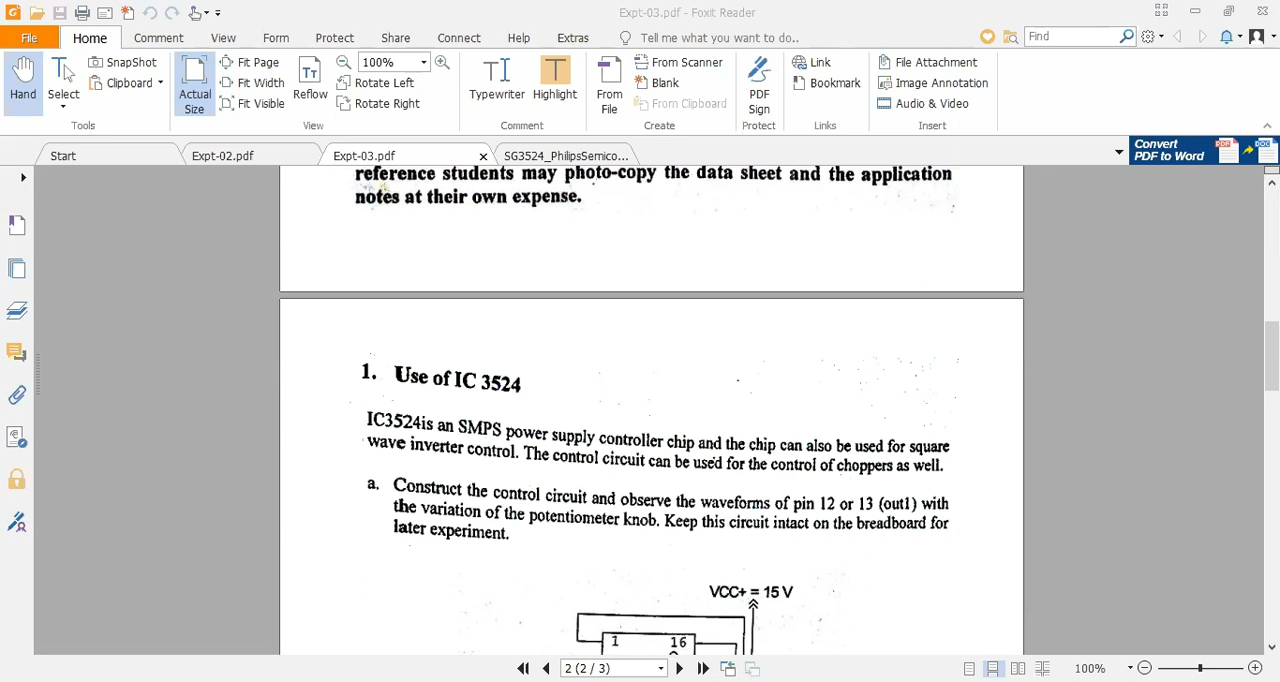 Expt-03.pdf - Foxit Reader
File Home Comment View Form Protect Share Connect Help Extras Tell me what you want to do.. Find
Hand
Select
SnapShot
Clipboard
Tools
Actual Size
Fit Page
Fit Width
Fit Visible
Reflow
100%
Rotate Left
Rotate Right
View
Typewriter
Highlight
Comment
From File
From Scanner
Blank
From Clipboard
Create
PDF Sign
Protect
Link
Bookmark
Links
File Attachment
Image Annotation
Audio & Video
Insert
Start Expt-02.pdf Expt-03.pdf SG3524_PhilipsSemico...
Convert
PDF to Word
reference students may photo-copy the data sheet and the application
notes at their own expense.
1. Use of IC 3524
IC3524is an SMPS power supply controller chip and the chip can also be used for square
wave inverter control. The control circuit can be used for the control of choppers as well.
a. Construct the control circuit and observe the waveforms of pin 12 or 13 (out1) with
the variation of the potentiometer knob. Keep this circuit intact on the breadboard for
later experiment.
VCC+ = 15 V
1 16
2 (2 / 3)
100%